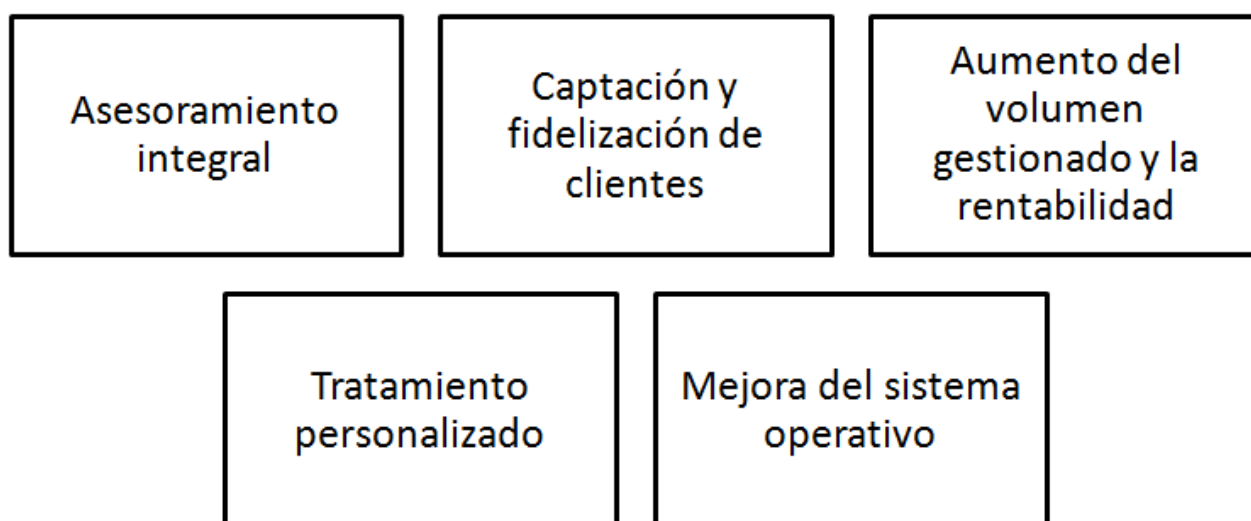 Asesoramiento
integral
Captación y
fidelización de
clientes
Aumento del
volumen
gestionado y la
rentabilidad
Tratamiento
personalizado
Mejora del sistema
operativo